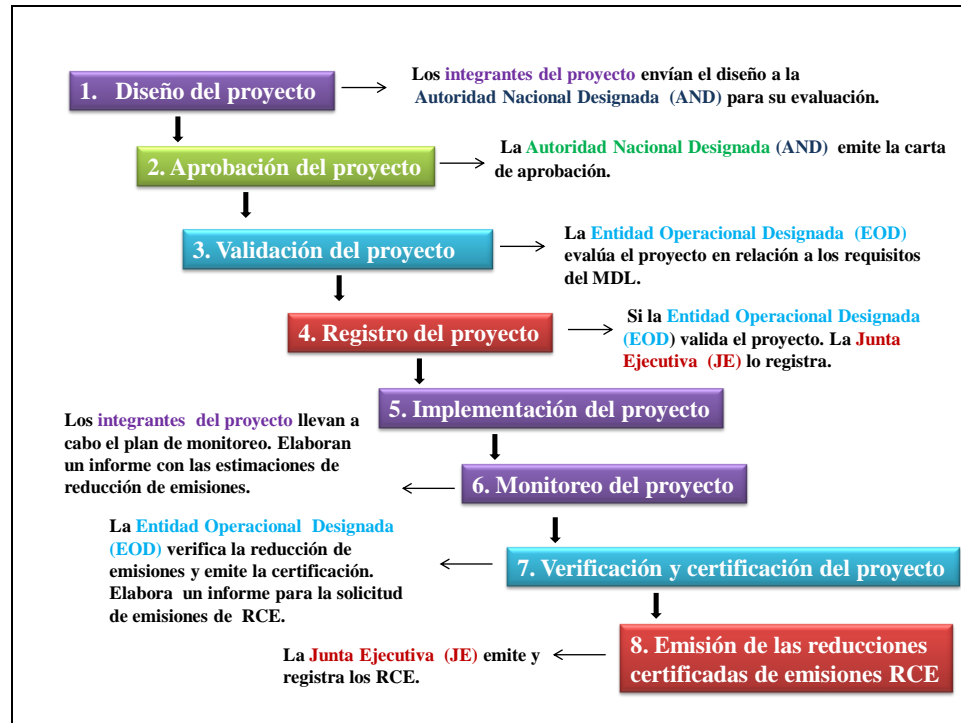 1. Diseño del proyecto
Los integrantes del proyecto envían el diseño a la
Autoridad Nacional Designada (AND) para su evaluación.
2. Aprobación del proyecto
La Autoridad Nacional Designada (AND) emite la carta
de aprobación.
3. Validación del proyecto
La Entidad Operacional Designada (EOD)
evalúa el proyecto en relación a los requisitos
del MDL.
4. Registro del proyecto
Si la Entidad Operacional Designada
(EOD) valida el proyecto. La Junta
Ejecutiva (JE) lo registra.
5. Implementación del proyecto
Los integrantes del proyecto llevan a
cabo el plan de monitoreo. Elaboran
un informe con las estimaciones de
reducción de emisiones.
6. Monitoreo del proyecto
La Entidad Operacional Designada
(EOD) verifica la reducción de
emisiones y emite la certificación.
Elabora un informe para la solicitud
de emisiones de RCE.
7. Verificación y certificación del proyecto
La Junta Ejecutiva (JE) emite y
registra los RCE.
8. Emisión de las reducciones
certificadas de emisiones RCE